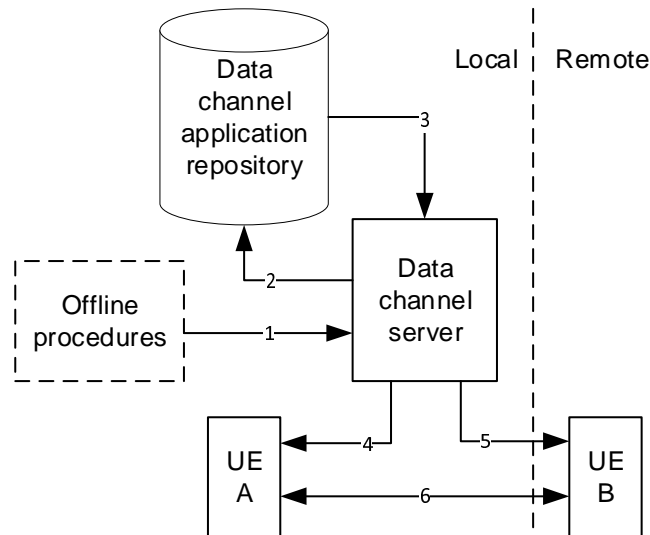 Data
channel
application
repository
Local
Remote
3
Offline
procedures
2
1
Data
channel
server
4
5
UE
A
6
UE
B